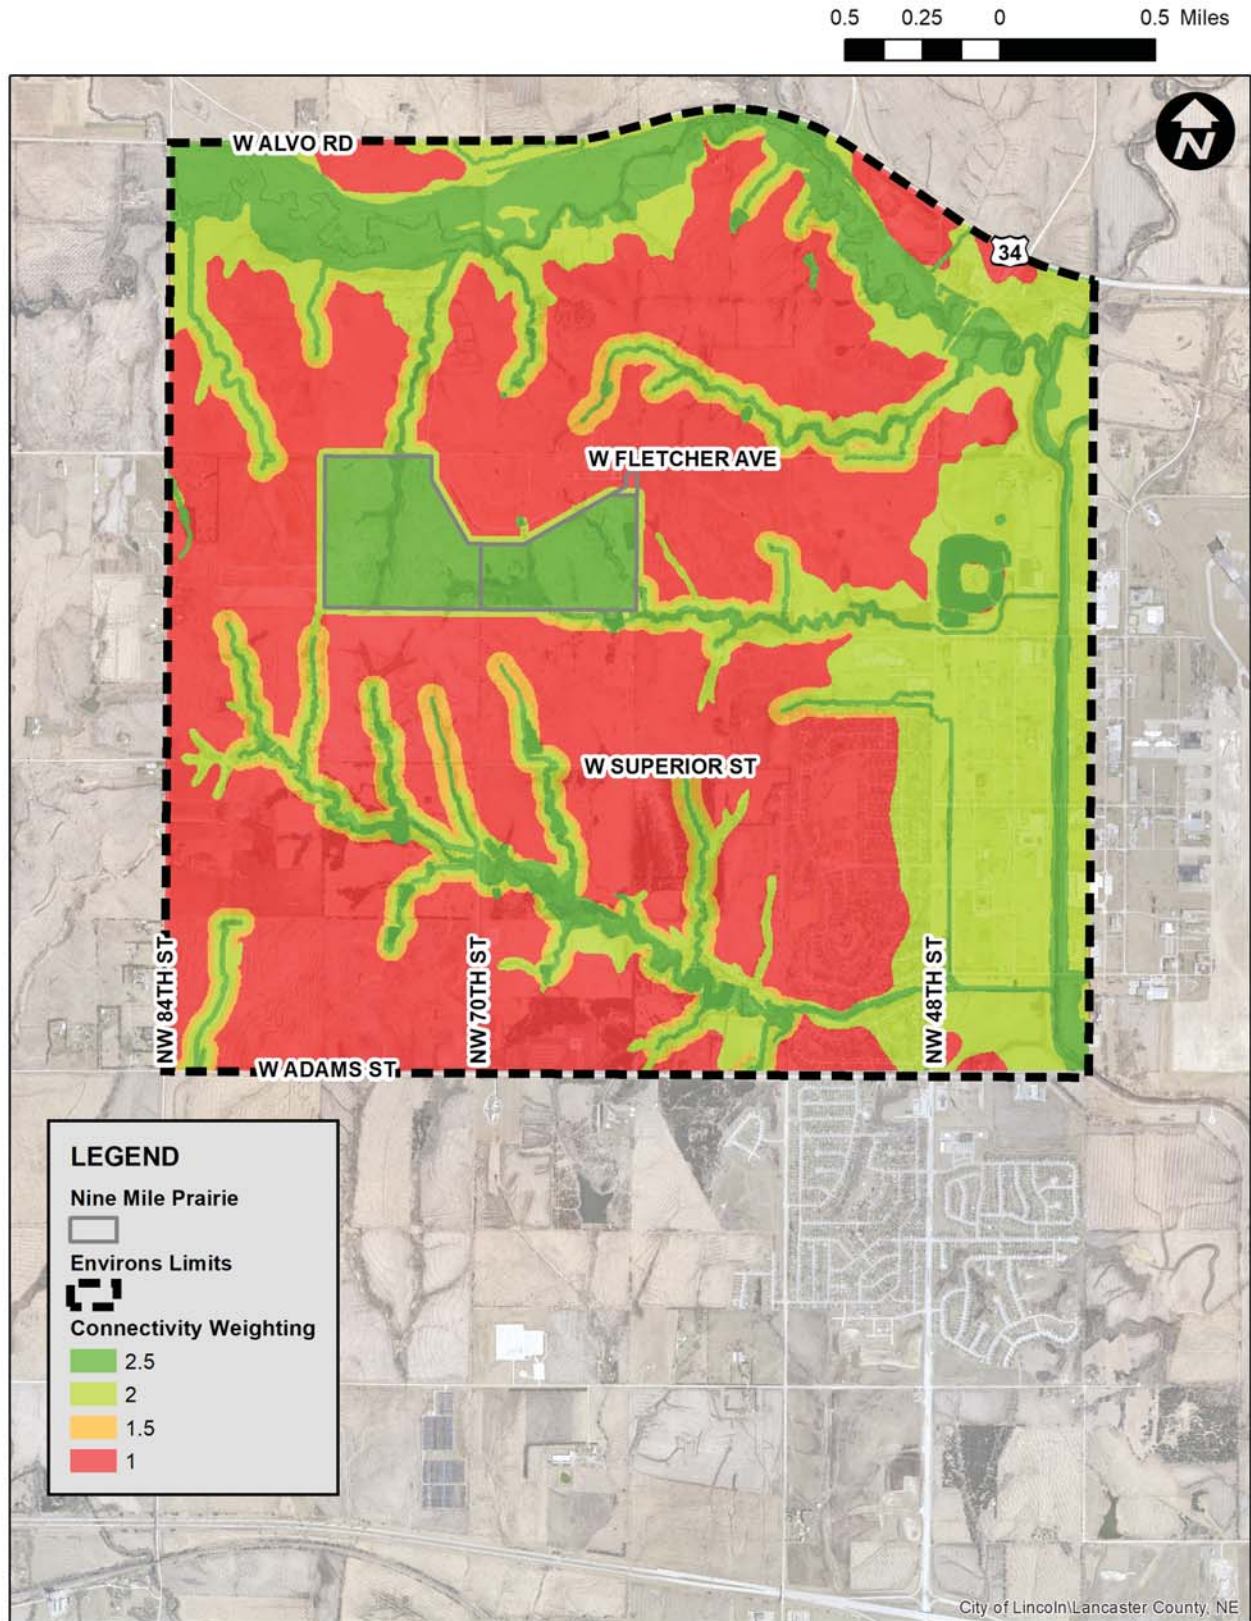 0.5 0.25 0 0.5 Miles
N
W ALVO RD
34
W FLETCHER AVE
W SUPERIOR ST
NW 84TH ST
NW 70TH ST
NW 48TH ST
W ADAMS ST
LEGEND
Nine Mile Prairie
Environs Limits
Connectivity Weighting
2.5
2
1.5
1
City of Lincoln\Lancaster County, NE